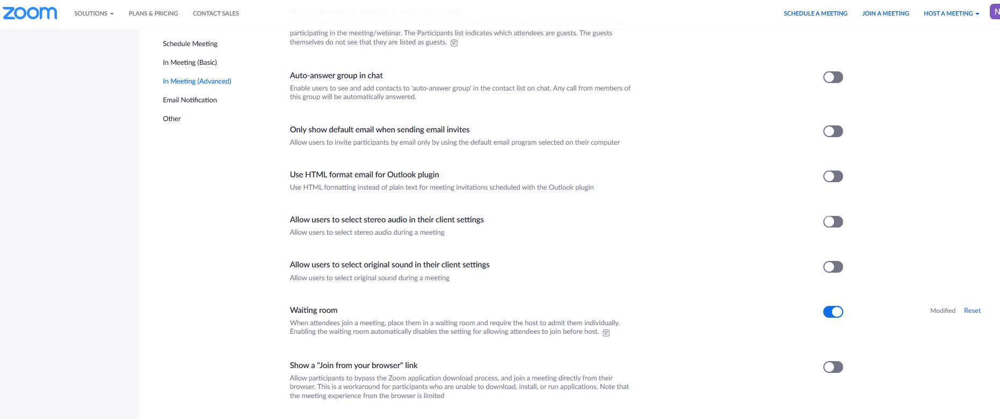 zoom
SOLUTIONS
PLANS & PRICING
CONTACT SALES
SCHEDULE A MEETING
JOIN A MEETING
HOST A MEETING
N
Schedule Meeting
In Meeting (Basic)
In Meeting (Advanced)
Email Notification
Other
Identify guest participants in the meeting/webinar
participating in the meeting/webinar. The Participants list indicates which attendees are guests. The guests
themselves do not see that they are listed as guests.
Auto-answer group in chat
Enable users to see and add contacts to 'auto-answer group' in the contact list on chat. Any call from members of
this group will be automatically answered.
Only show default email when sending email invites
Allow users to invite participants by email only by using the default email program selected on their computer
Use HTML format email for Outlook plugin
Use HTML formatting instead of plain text for meeting invitations scheduled with the Outlook plugin
Allow users to select stereo audio in their client settings
Allow users to select stereo audio during a meeting
Allow users to select original sound in their client settings
Allow users to select original sound during a meeting
Waiting room
Modified
Reset
When attendees join a meeting, place them in a waiting room and require the host to admit them individually.
Enabling the waiting room automatically disables the setting for allowing attendees to join before host.
Show a "Join from your browser" link
Allow participants to bypass the Zoom application download process, and join a meeting directly from their
browser. This is a workaround for participants who are unable to download, install, or run applications. Note that
the meeting experience from the browser is limited